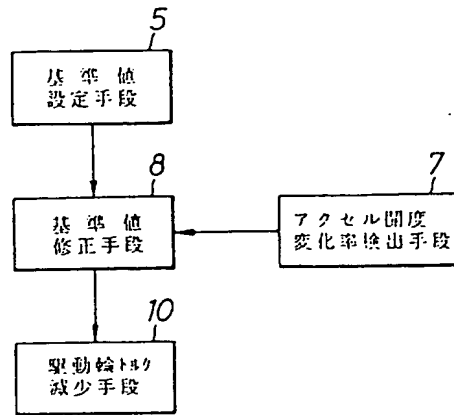 5
基準値
設定手段
8
基準値
修正手段
7
アクセル開度
変化率検出手段
10
駆動輪トルク
減少手段